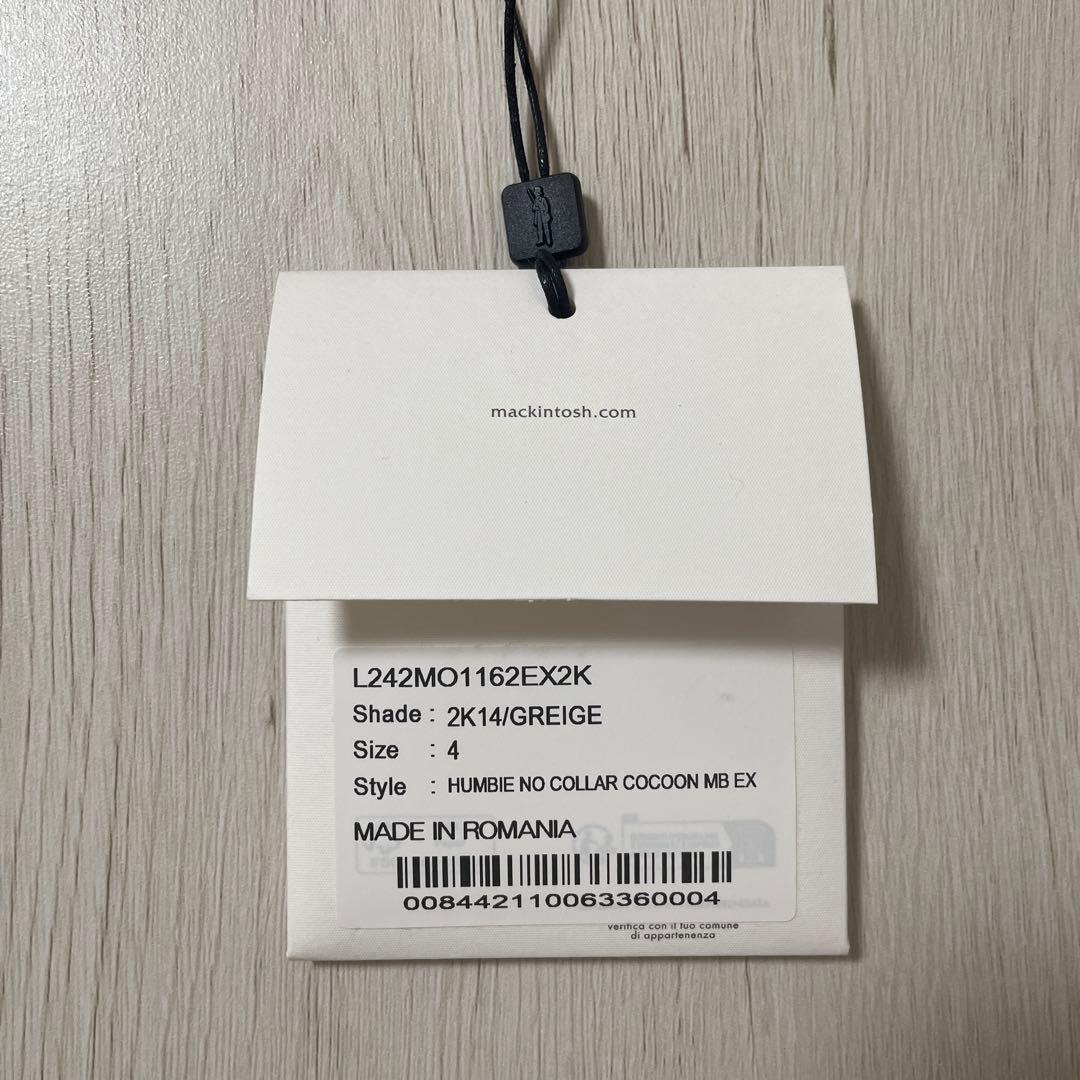 mackintosh.com
L242MO1162EX2K
Shade : 2K14/GREIGE
Size : 4
Style : HUMBIE NO COLLAR COCOON MB EX
MADE IN ROMANIA
008442110063360004
verifica con il tuo comune
di appartenenza